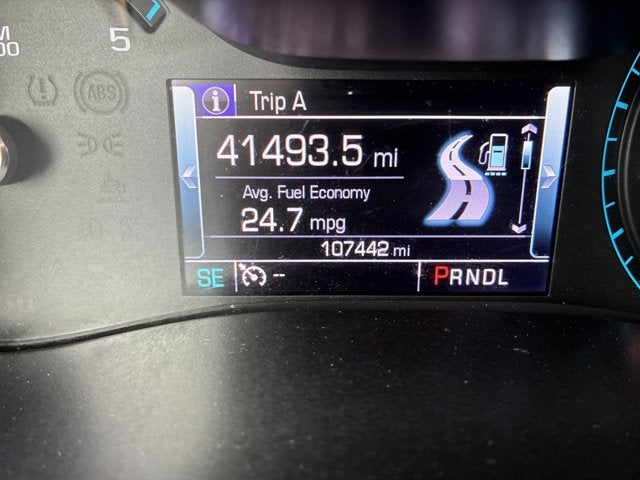 5
ABS
i Trip A
41493.5 mi
Avg. Fuel Economy
24.7 mpg
107442 mi
SE -- PRNDL